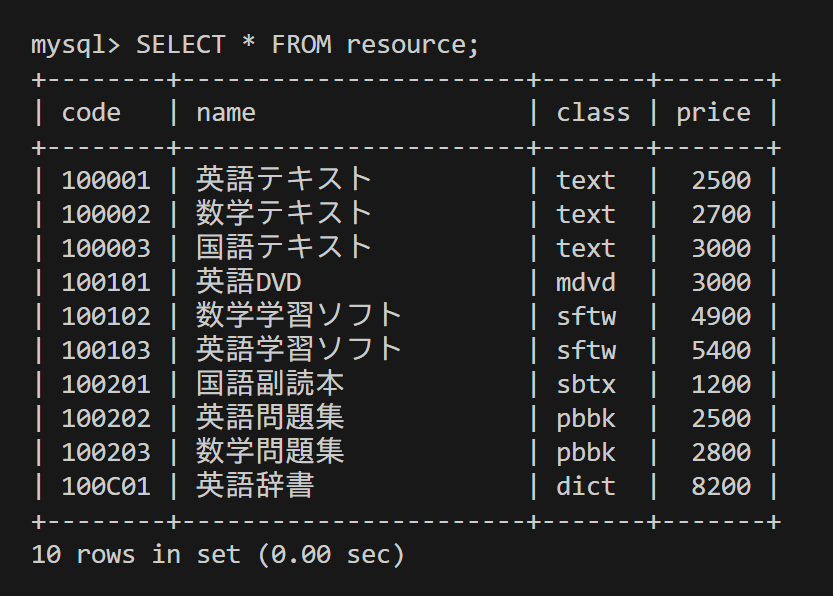 mysql> SELECT * FROM resource;
+--------+-----------------------+-------+-------+
| code   | name                  | class | price |
+--------+-----------------------+-------+-------+
| 100001 | 英語テキスト          | text  |  2500 |
| 100002 | 数学テキスト          | text  |  2700 |
| 100003 | 国語テキスト          | text  |  3000 |
| 100101 | 英語DVD               | mdvd  |  3000 |
| 100102 | 数学学習ソフト        | sftw  |  4900 |
| 100103 | 英語学習ソフト        | sftw  |  5400 |
| 100201 | 国語副読本            | sbtx  |  1200 |
| 100202 | 英語問題集            | pbbk  |  2500 |
| 100203 | 数学問題集            | pbbk  |  2800 |
| 100C01 | 英語辞書              | dict  |  8200 |
+--------+-----------------------+-------+-------+
10 rows in set (0.00 sec)